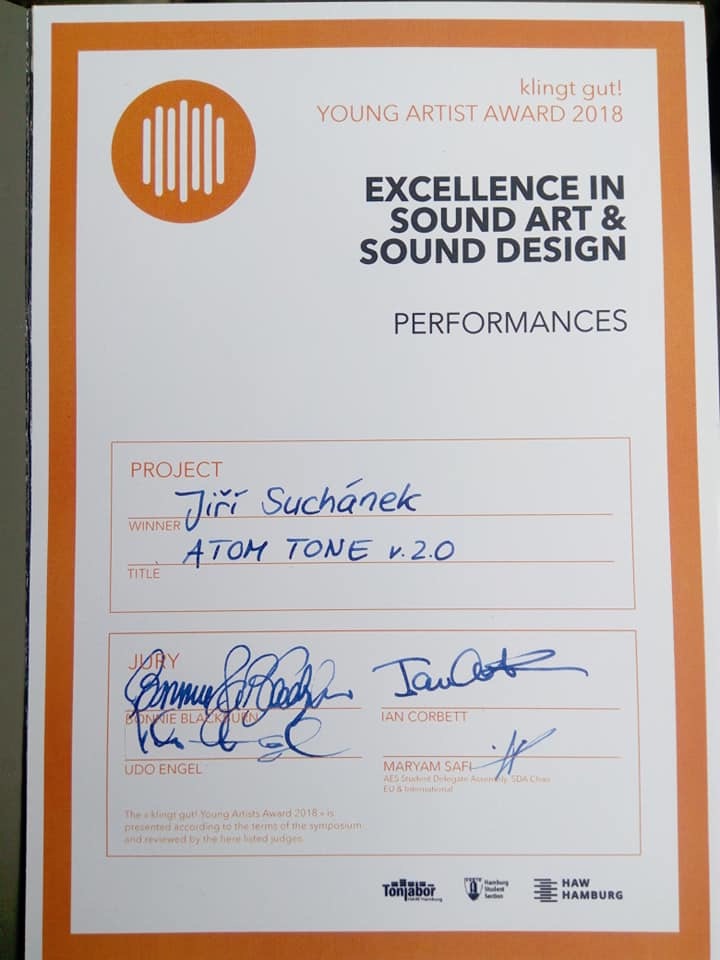 klingt gut!
YOUNG ARTIST AWARD 2018
EXCELLENCE IN
SOUND ART &
SOUND DESIGN
PERFORMANCES
PROJECT
Jiří Suchánek
WINNER
ATOM TONE v.2.0
TITLE
JURY
BONNIE BLACKBURN
IAN CORBETT
UDO ENGEL
MARYAM SAFI
AES Student Delegate Assembly, SDA Chair
EU & International
The « klingt gut! Young Artists Award 2018 » is
presented according to the terms of the symposium
and reviewed by the here listed judges.
Tonlabor
HAW Hamburg
Hamburg
Student
Section
HAW
HAMBURG